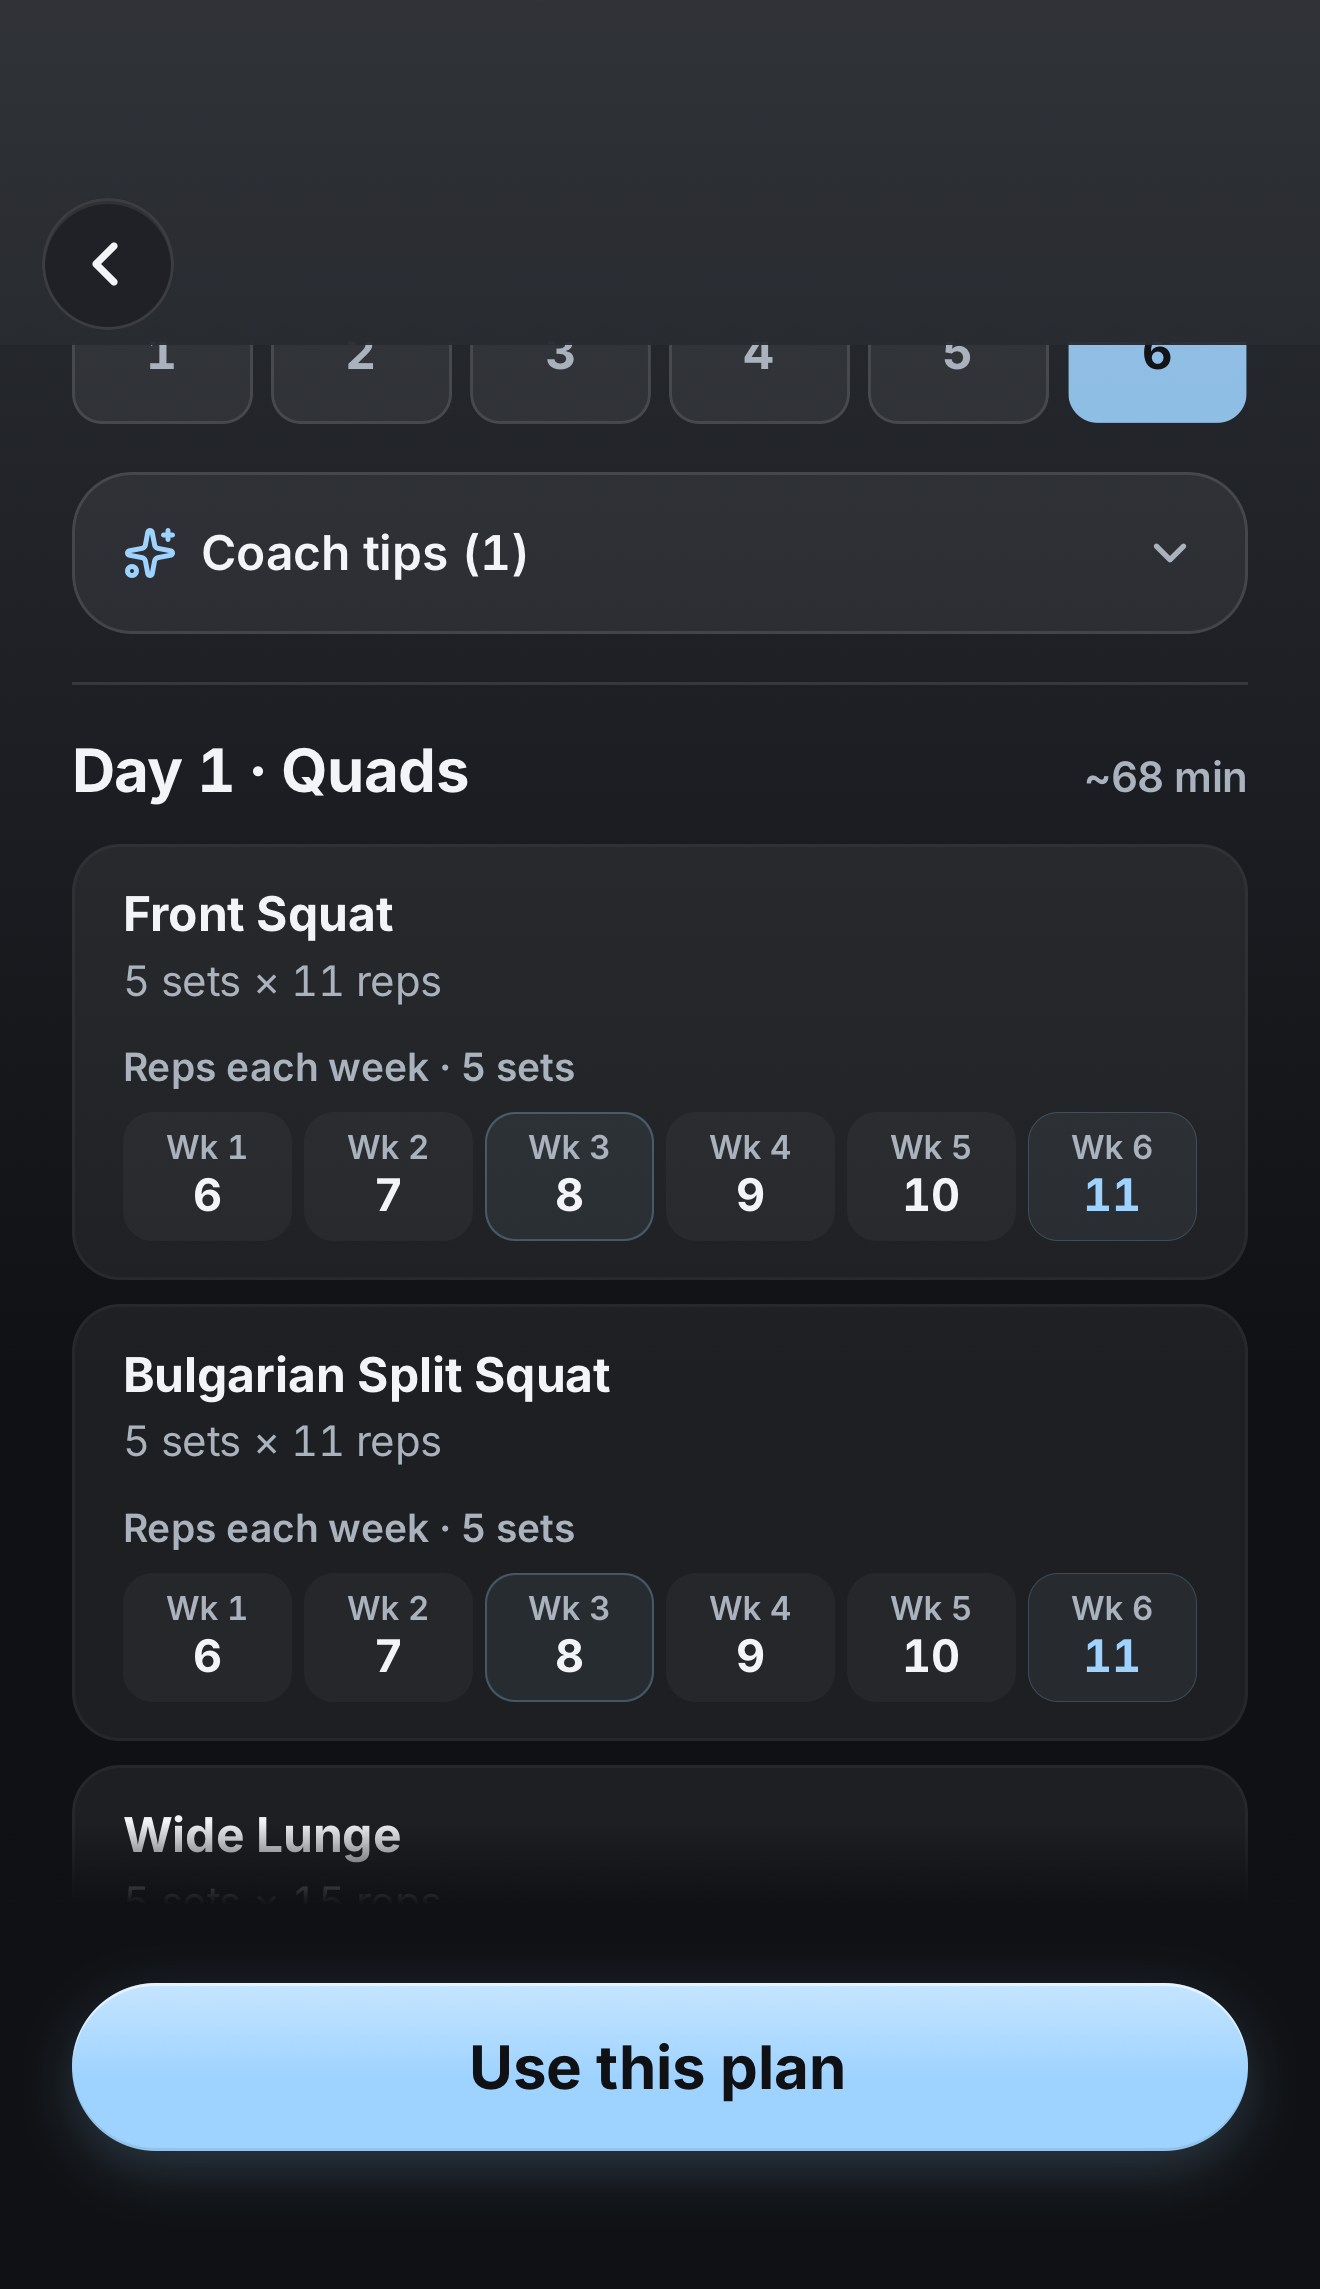 1 2 3 4 5 6
Coach tips (1)
Day 1 · Quads
~68 min
Front Squat
5 sets × 11 reps
Reps each week · 5 sets
Wk 1 Wk 2 Wk 3 Wk 4 Wk 5 Wk 6
6 7 8 9 10 11
Bulgarian Split Squat
5 sets × 11 reps
Reps each week · 5 sets
Wk 1 Wk 2 Wk 3 Wk 4 Wk 5 Wk 6
6 7 8 9 10 11
Wide Lunge
5 sets × 15 reps
Use this plan